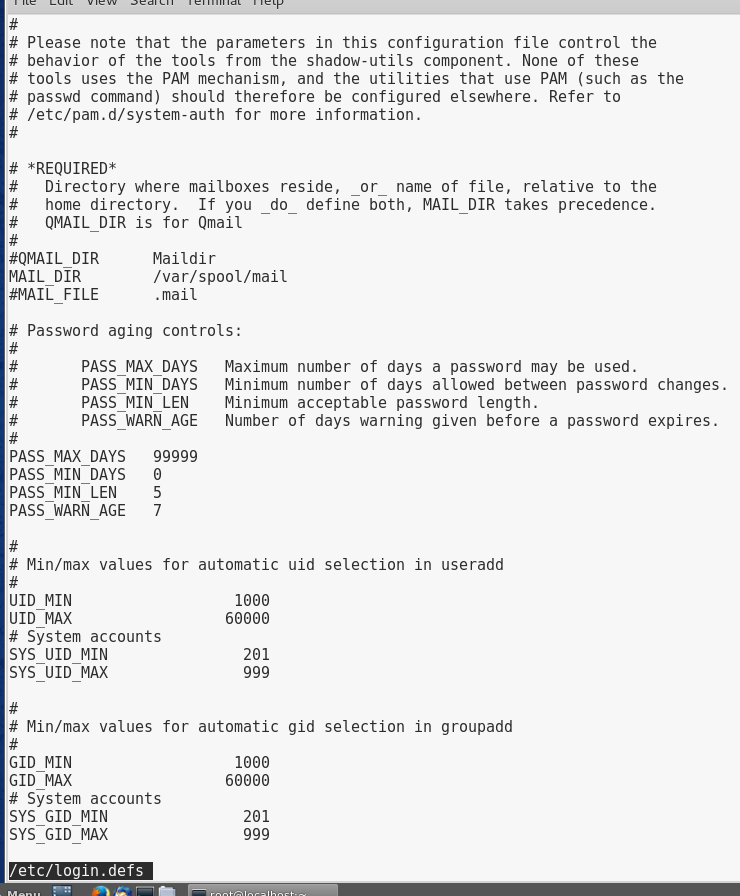 File Edit View Search Terminal Help
#
# Please note that the parameters in this configuration file control the
# behavior of the tools from the shadow-utils component. None of these
# tools uses the PAM mechanism, and the utilities that use PAM (such as the
# passwd command) should therefore be configured elsewhere. Refer to
# /etc/pam.d/system-auth for more information.
#
# *REQUIRED*
#   Directory where mailboxes reside, _or_ name of file, relative to the
#   home directory.  If you _do_ define both, MAIL_DIR takes precedence.
#   QMAIL_DIR is for Qmail
#
#QMAIL_DIR      Maildir
MAIL_DIR        /var/spool/mail
#MAIL_FILE      .mail
# Password aging controls:
#
#       PASS_MAX_DAYS   Maximum number of days a password may be used.
#       PASS_MIN_DAYS   Minimum number of days allowed between password changes.
#       PASS_MIN_LEN    Minimum acceptable password length.
#       PASS_WARN_AGE   Number of days warning given before a password expires.
#
PASS_MAX_DAYS   99999
PASS_MIN_DAYS   0
PASS_MIN_LEN    5
PASS_WARN_AGE   7
#
# Min/max values for automatic uid selection in useradd
#
UID_MIN                  1000
UID_MAX                 60000
# System accounts
SYS_UID_MIN               201
SYS_UID_MAX               999
#
# Min/max values for automatic gid selection in groupadd
#
GID_MIN                  1000
GID_MAX                 60000
# System accounts
SYS_GID_MIN               201
SYS_GID_MAX               999
/etc/login.defs
Menu root@localhost:~